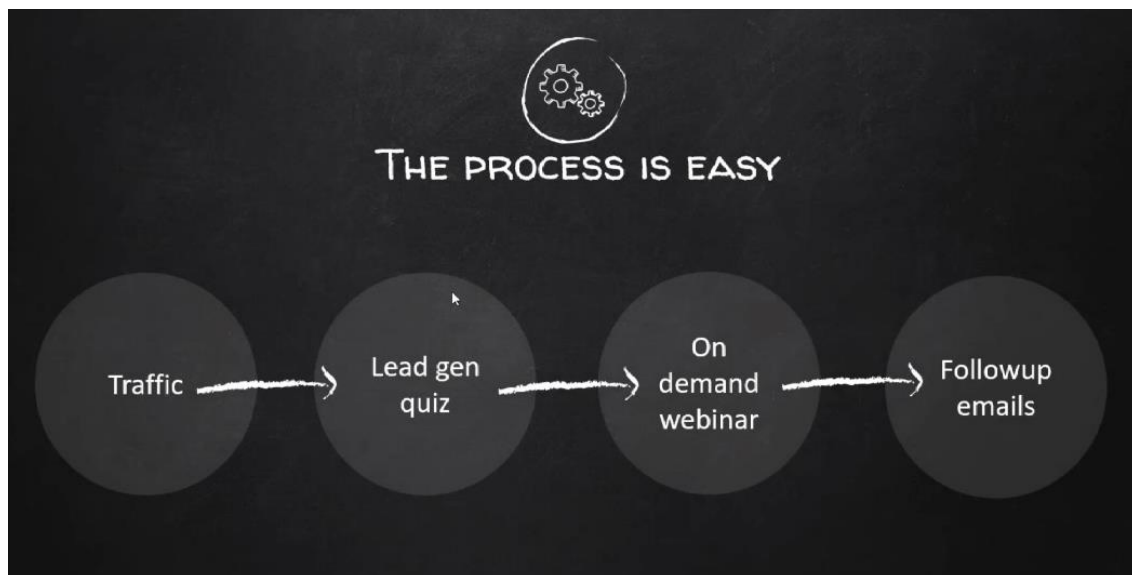 THE PROCESS IS EASY
Traffic
Lead gen
quiz
On
demand
webinar
Followup
emails